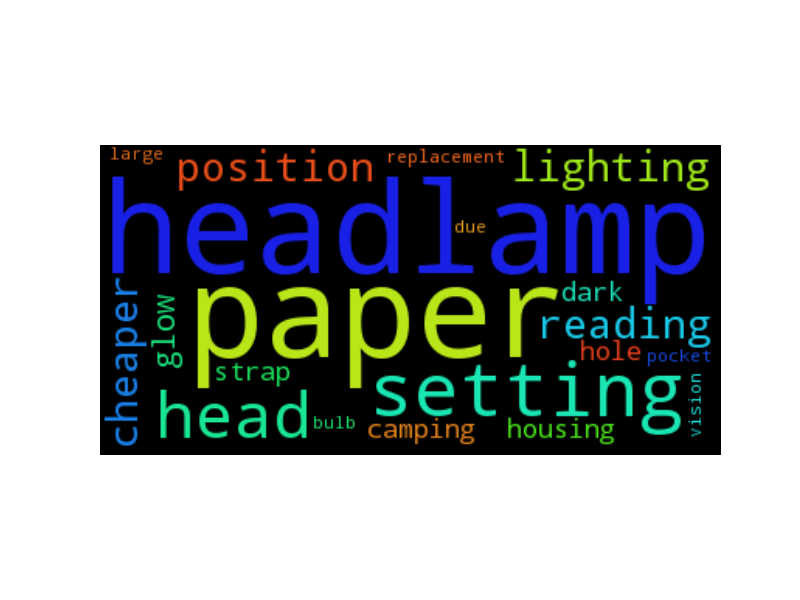 large position replacement lighting
headlamp
due
paper
dark
cheaper glow reading
hole pocket
strap setting
vision
head bulb camping housing